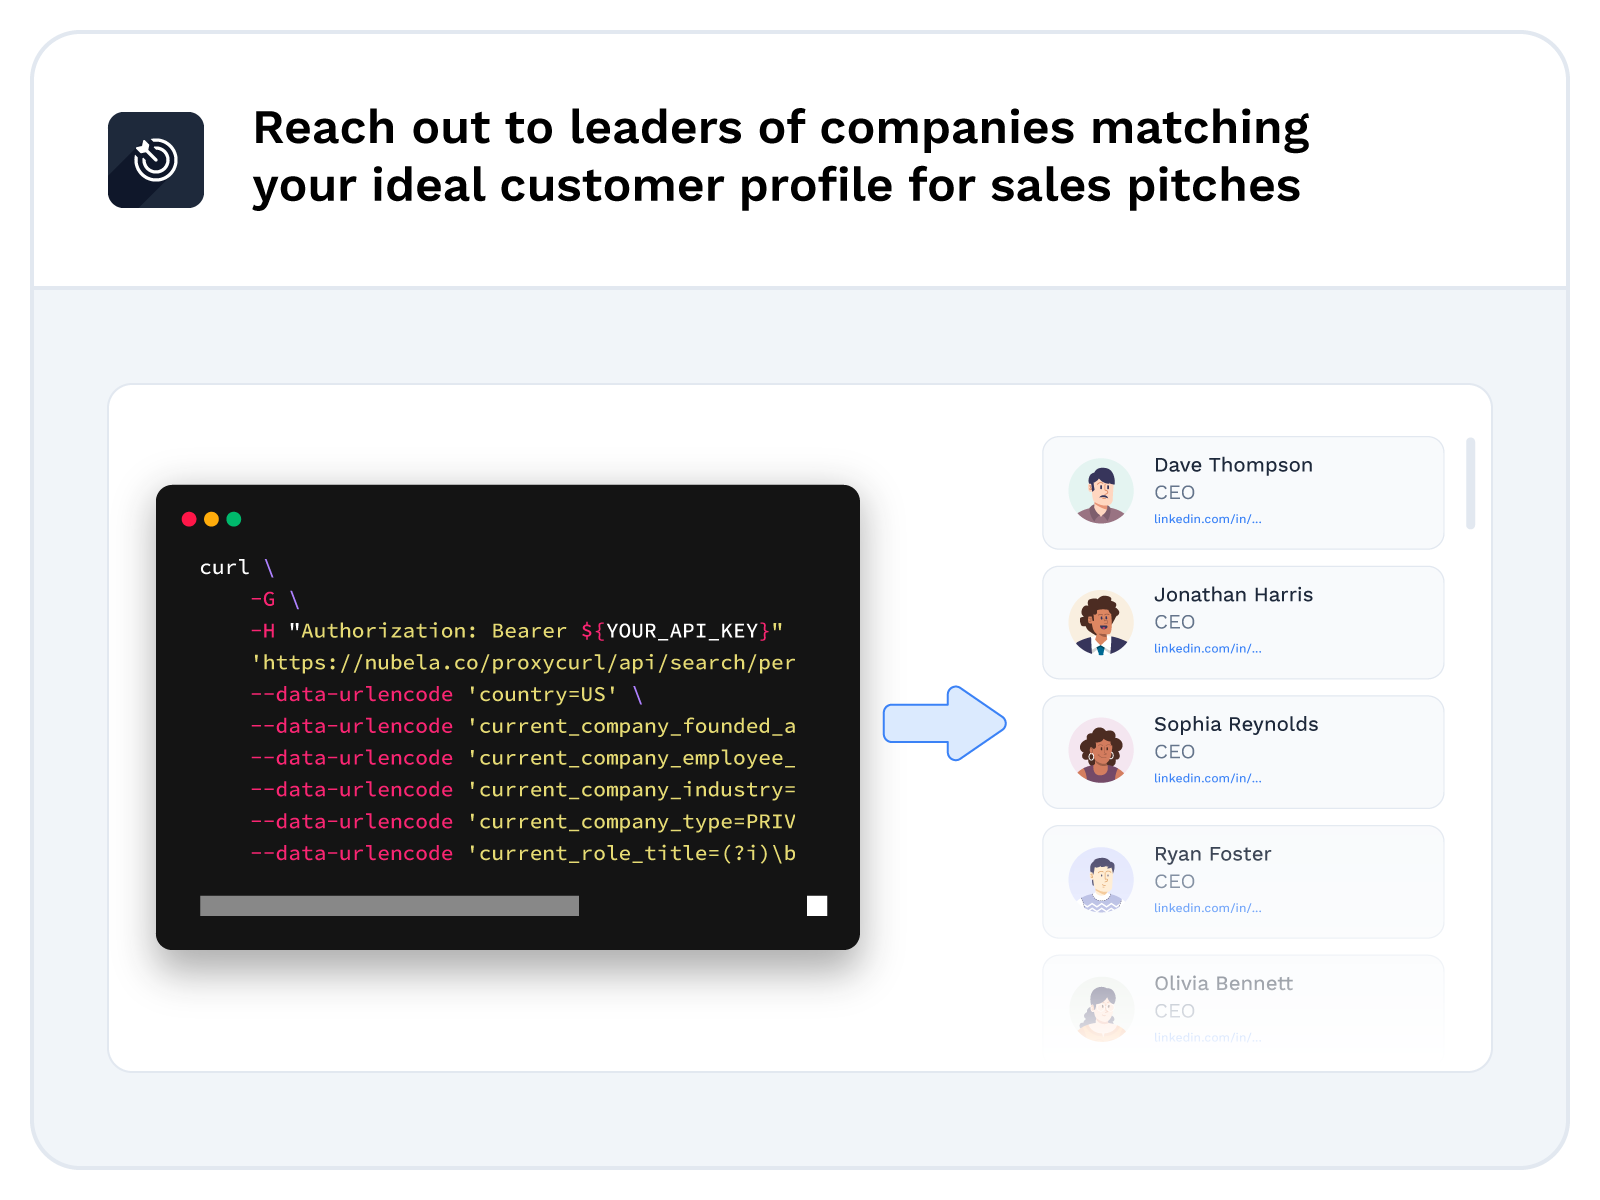 Reach out to leaders of companies matching
your ideal customer profile for sales pitches
curl \
-G \
-H "Authorization: Bearer ${YOUR_API_KEY}"
'https://nubela.co/proxycurl/api/search/per
--data-urlencode 'country=US' \
--data-urlencode 'current_company_founded_a
--data-urlencode 'current_company_employee_
--data-urlencode 'current_company_industry=
--data-urlencode 'current_company_type=PRIV
--data-urlencode 'current_role_title=(?i)\b
Dave Thompson
CEO
linkedin.com/in/...
Jonathan Harris
CEO
linkedin.com/in/...
Sophia Reynolds
CEO
linkedin.com/in/...
Ryan Foster
CEO
linkedin.com/in/...
Olivia Bennett
CEO
linkedin.com/in/...